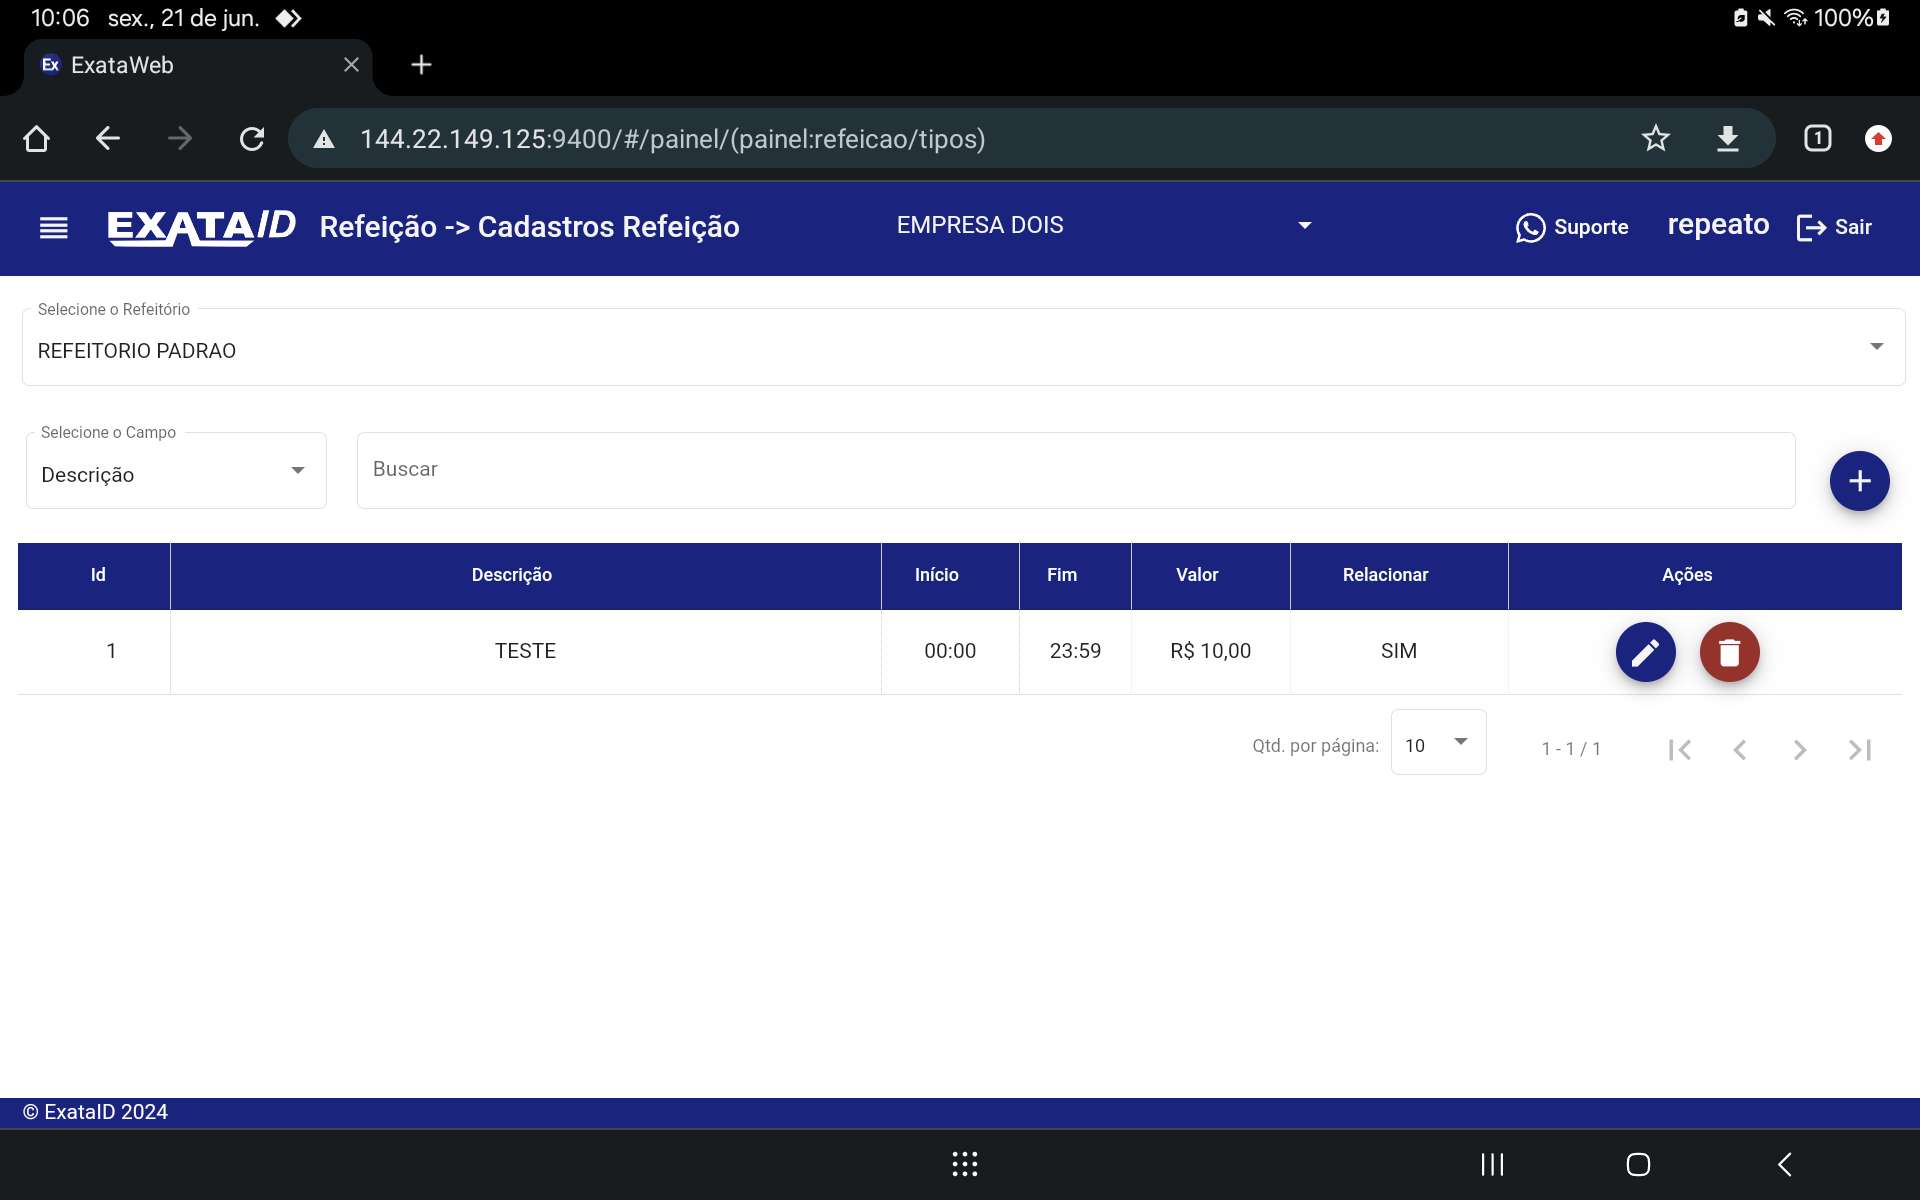 10:06 sex., 21 de jun. 100%
Ex ExataWeb
144.22.149.125:9400/#/painel/(painel:refeicao/tipos) 1
EXATAID Refeição -> Cadastros Refeição EMPRESA DOIS Suporte repeato Sair
Selecione o Refeitório
REFEITORIO PADRAO
Selecione o Campo
Descrição Buscar
Id Descrição Início Fim Valor Relacionar Ações
1 TESTE 00:00 23:59 R$ 10,00 SIM
Qtd. por página: 10 1 - 1 / 1
© ExataID 2024